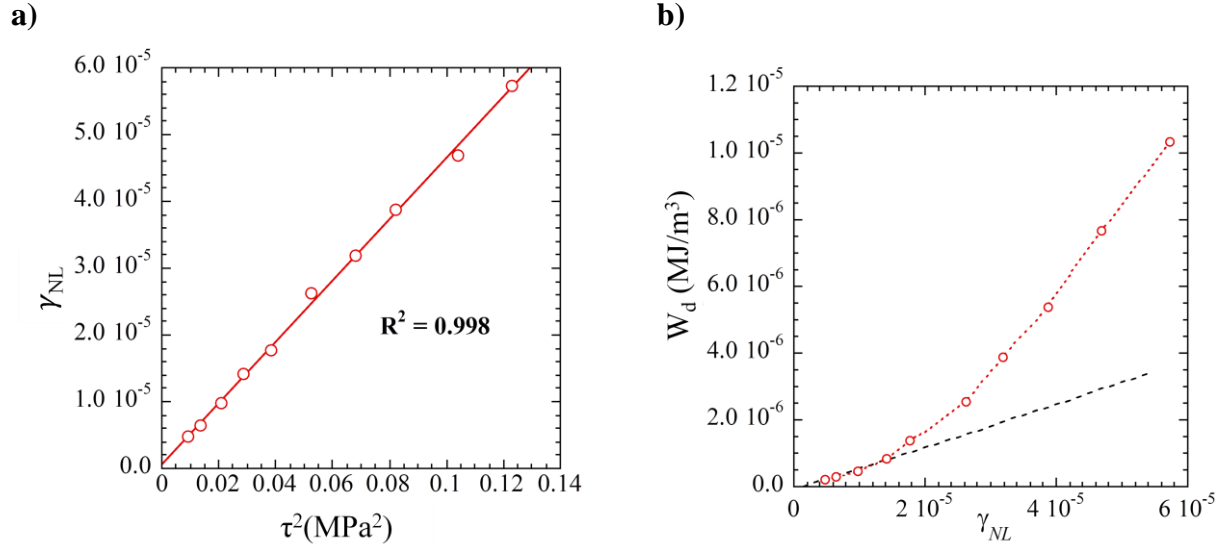 a)
6.0 10⁻⁵
5.0 10⁻⁵
4.0 10⁻⁵
3.0 10⁻⁵
2.0 10⁻⁵
1.0 10⁻⁵
0.0
γNL
R² = 0.998
0 0.02 0.04 0.06 0.08 0.1 0.12 0.14
τ²(MPa²)
b)
1.2 10⁻⁵
1.0 10⁻⁵
8.0 10⁻⁶
6.0 10⁻⁶
4.0 10⁻⁶
2.0 10⁻⁶
0.0
W_d (MJ/m³)
0 2 10⁻⁵ 4 10⁻⁵ 6 10⁻⁵
γNL